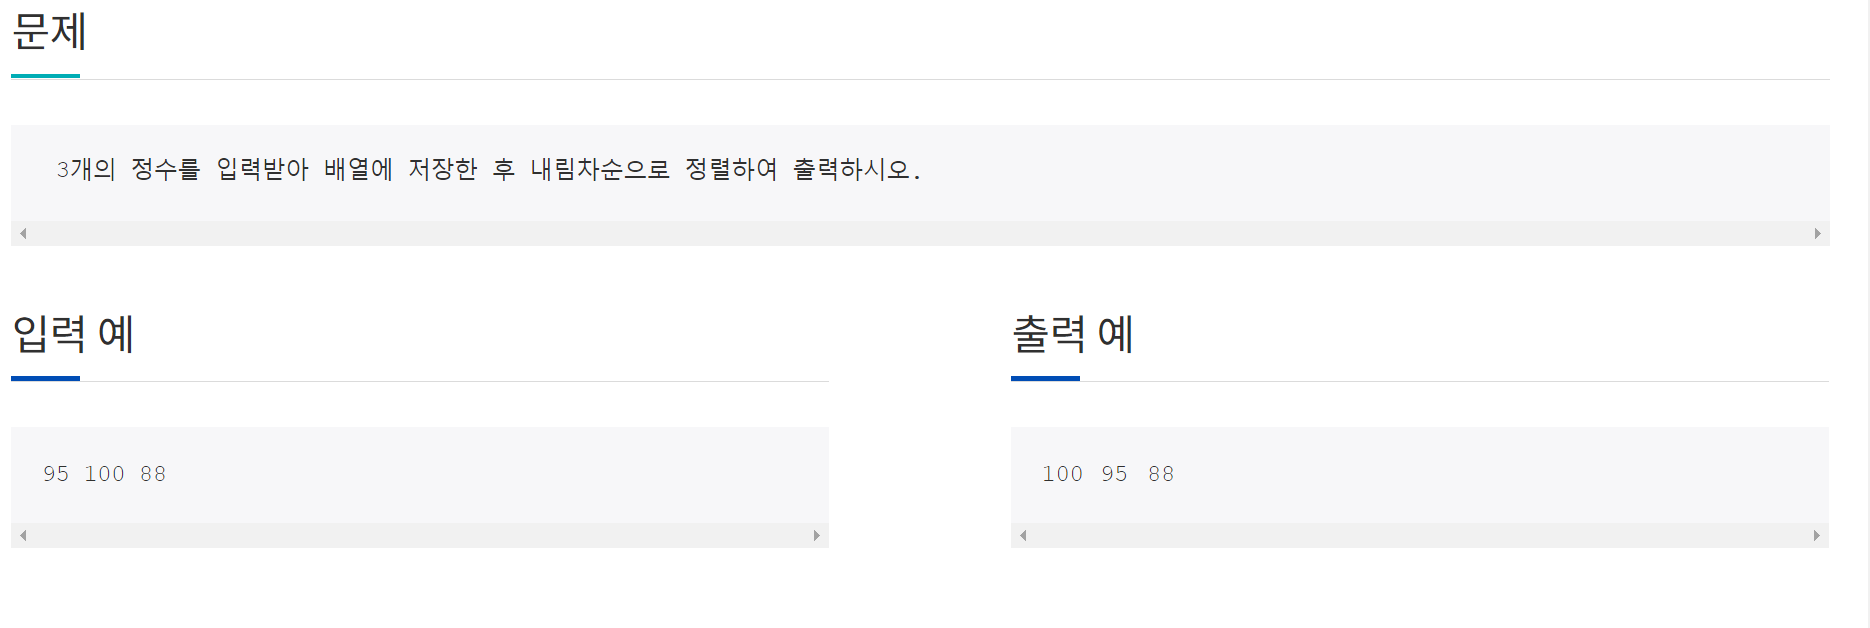 문제
3개의 정수를 입력받아 배열에 저장한 후 내림차순으로 정렬하여 출력하시오.
입력 예
95 100 88
출력 예
100 95 88